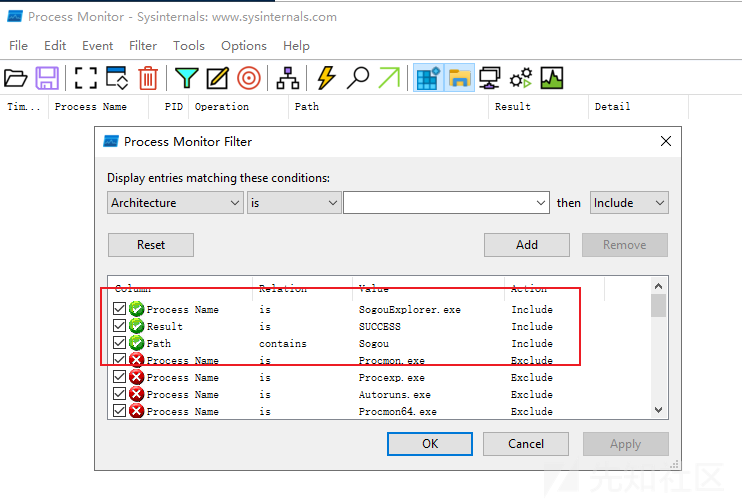 Process Monitor - Sysinternals: www.sysinternals.com
File Edit Event Filter Tools Options Help
Tim... Process Name PID Operation Path Result Detail
Process Monitor Filter
Display entries matching these conditions:
Architecture is then Include
Reset Add Remove
Column Relation Value Action
Process Name is SogouExplorer.exe Include
Result is SUCCESS Include
Path contains Sogou Include
Process Name is Procmon.exe Exclude
Process Name is Procexp.exe Exclude
Process Name is Autoruns.exe Exclude
Process Name is Procmon64.exe Exclude
OK Cancel Apply
先知社区